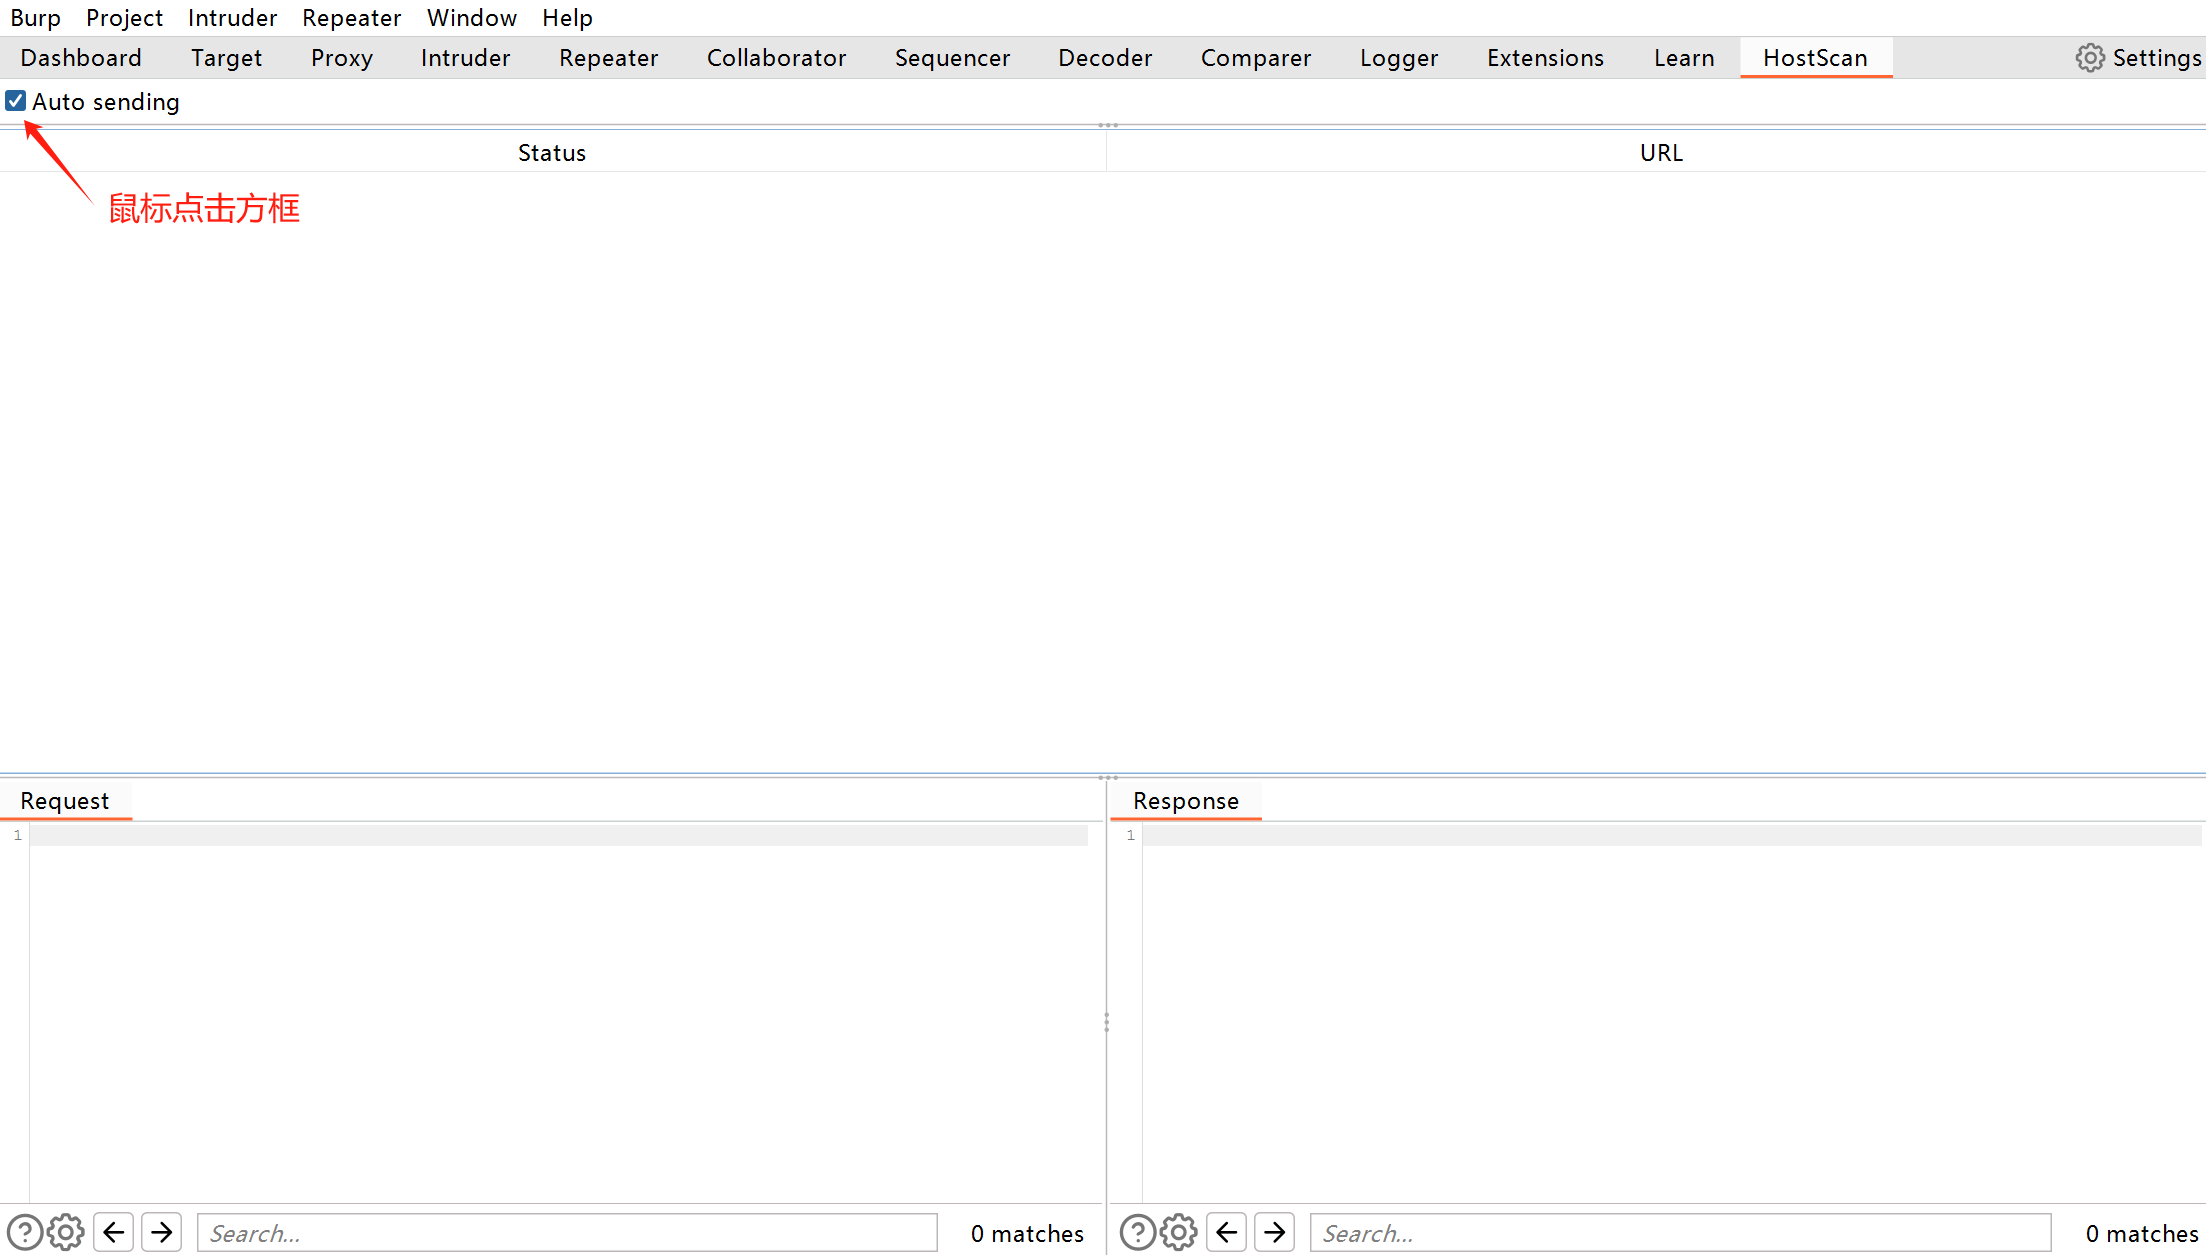 Burp Project Intruder Repeater Window Help
Dashboard Target Proxy Intruder Repeater Collaborator Sequencer Decoder Comparer Logger Extensions Learn HostScan Settings
Auto sending
Status URL
鼠标点击方框
Request Response
1 1
Search... 0 matches Search... 0 matches